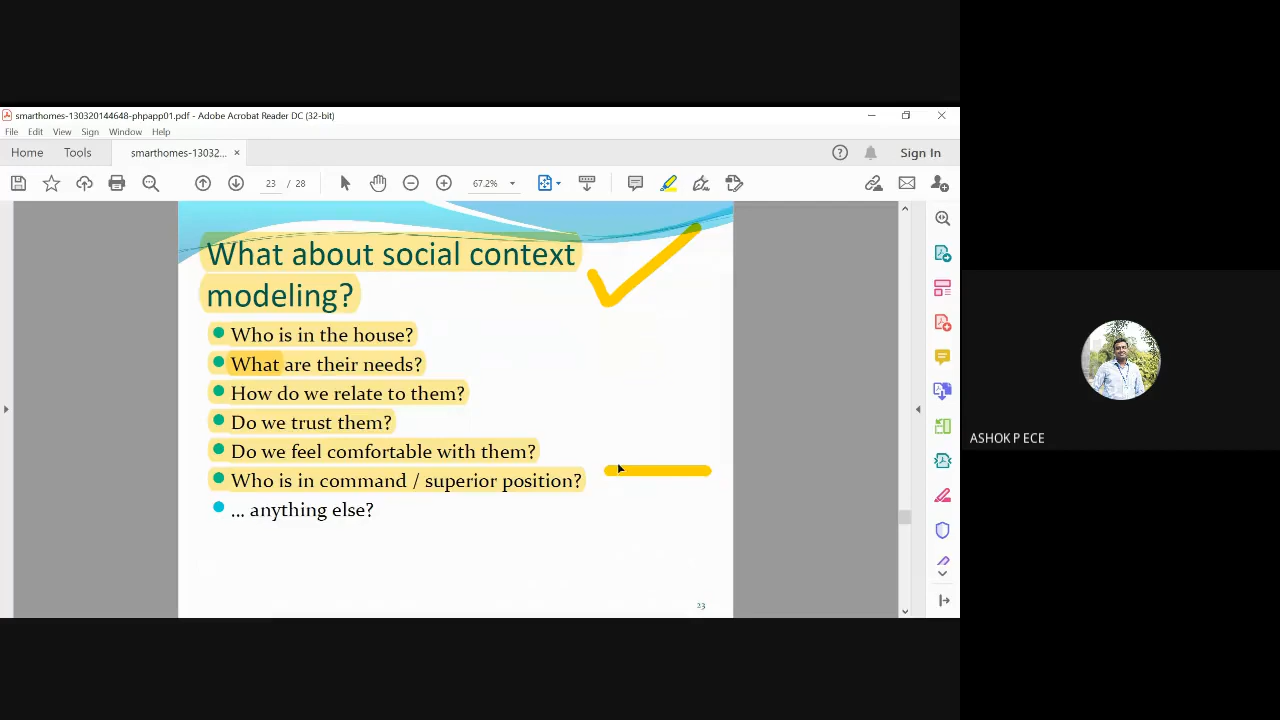 smarthomes-130320144648-phpapp01.pdf - Adobe Acrobat Reader DC (32-bit)
File Edit View Sign Window Help
Home Tools smarthomes-13032... × Sign In
23 / 28 67.2%
What about social context
modeling?
Who is in the house?
What are their needs?
How do we relate to them?
Do we trust them?
Do we feel comfortable with them?
Who is in command / superior position?
... anything else?
23
ASHOK P ECE